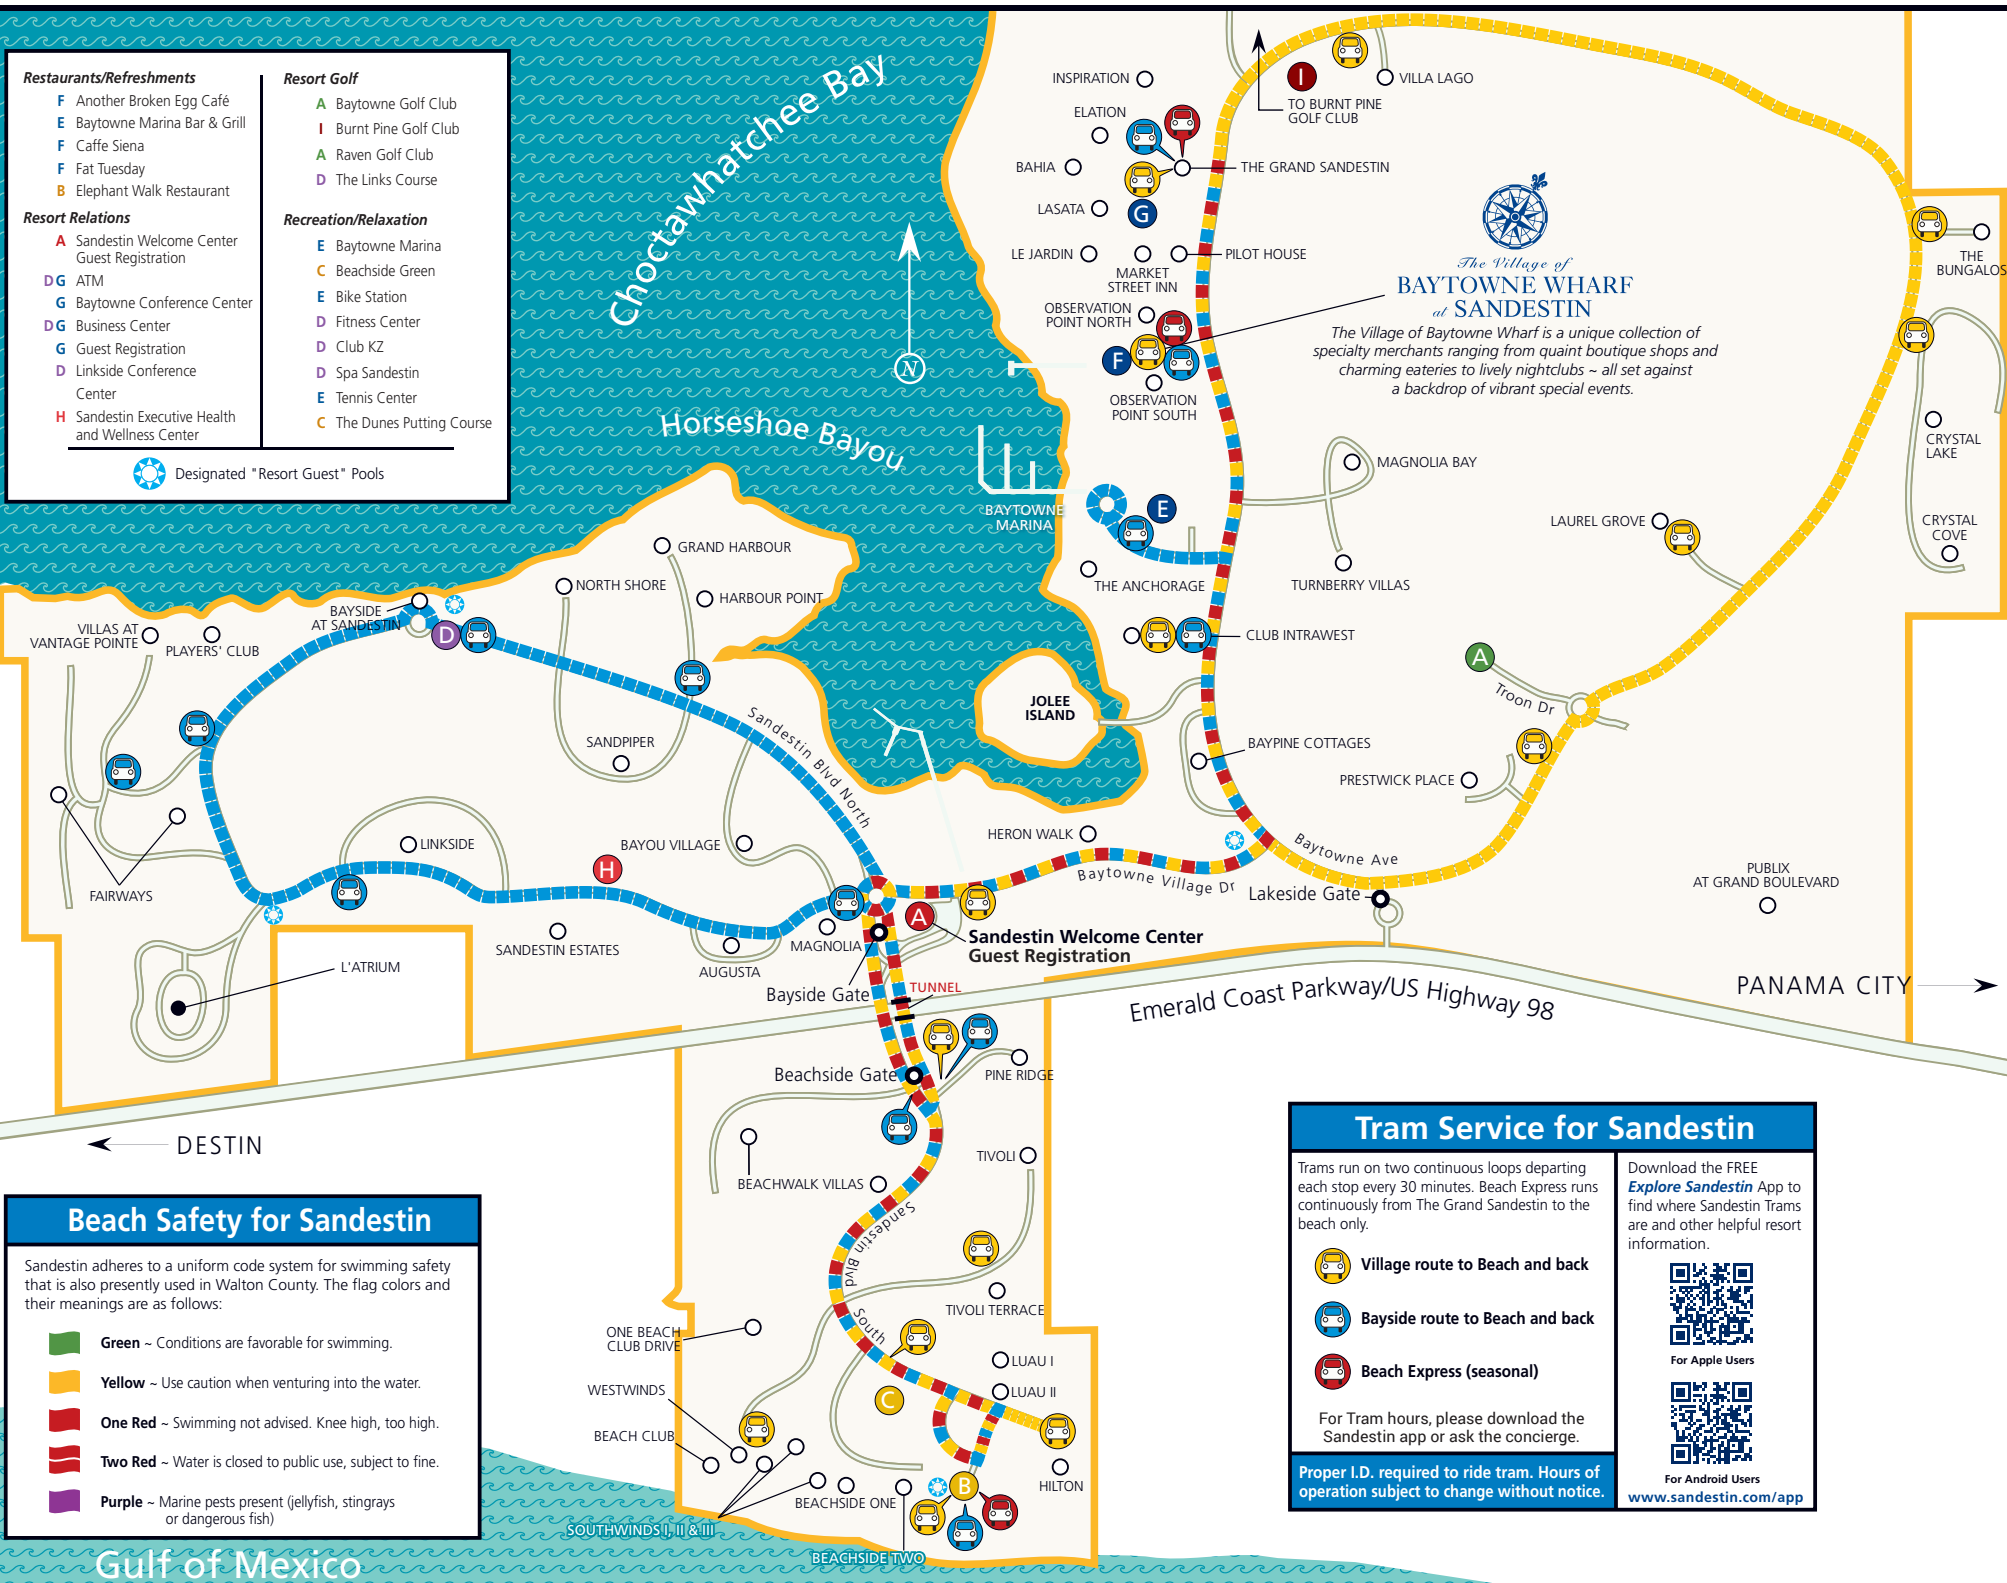 Restaurants/Refreshments
F Another Broken Egg Café
E Baytowne Marina Bar & Grill
F Caffe Siena
F Fat Tuesday
B Elephant Walk Restaurant
Resort Relations
A Sandestin Welcome Center
Guest Registration
D G ATM
G Baytowne Conference Center
D G Business Center
G Guest Registration
D Linkside Conference
Center
H Sandestin Executive Health
and Wellness Center
Resort Golf
A Baytowne Golf Club
I Burnt Pine Golf Club
A Raven Golf Club
D The Links Course
Recreation/Relaxation
E Baytowne Marina
C Beachside Green
E Bike Station
D Fitness Center
D Club KZ
D Spa Sandestin
E Tennis Center
C The Dunes Putting Course
Designated "Resort Guest" Pools
Choctawhatchee Bay
Horseshoe Bayou
N
INSPIRATION
ELATION
BAHIA
LASATA
LE JARDIN
MARKET
STREET INN
PILOT HOUSE
THE GRAND SANDESTIN
G
I
VILLA LAGO
TO BURNT PINE
GOLF CLUB
OBSERVATION
POINT NORTH
F
OBSERVATION
POINT SOUTH
The Village of
BAYTOWNE WHARF
at SANDESTIN
The Village of Baytowne Wharf is a unique collection of
specialty merchants ranging from quaint boutique shops and
charming eateries to lively nightclubs ~ all set against
a backdrop of vibrant special events.
THE
BUNGALOS
CRYSTAL
LAKE
CRYSTAL
COVE
MAGNOLIA BAY
LAUREL GROVE
TURNBERRY VILLAS
BAYTOWNE
MARINA
E
THE ANCHORAGE
CLUB INTRAWEST
A
Troon Dr
JOLEE
ISLAND
BAYPINE COTTAGES
PRESTWICK PLACE
GRAND HARBOUR
NORTH SHORE
HARBOUR POINT
BAYSIDE
AT SANDESTIN
D
VILLAS AT
VANTAGE POINTE
PLAYERS' CLUB
SANDPIPER
Sandestin Blvd North
LINKSIDE
BAYOU VILLAGE
H
FAIRWAYS
SANDESTIN ESTATES
AUGUSTA
MAGNOLIA
L'ATRIUM
HERON WALK
Baytowne Village Dr
Baytowne Ave
Lakeside Gate
PUBLIX
AT GRAND BOULEVARD
A
Sandestin Welcome Center
Guest Registration
Bayside Gate
TUNNEL
Emerald Coast Parkway/US Highway 98
PANAMA CITY
DESTIN
Beachside Gate
PINE RIDGE
TIVOLI
BEACHWALK VILLAS
Sandestin Blvd
South
TIVOLI TERRACE
ONE BEACH
CLUB DRIVE
LUAU I
LUAU II
WESTWINDS
BEACH CLUB
C
HILTON
B
BEACHSIDE ONE
SOUTHWINDS I, II & III
BEACHSIDE TWO
Gulf of Mexico
Beach Safety for Sandestin
Sandestin adheres to a uniform code system for swimming safety
that is also presently used in Walton County. The flag colors and
their meanings are as follows:
Green ~ Conditions are favorable for swimming.
Yellow ~ Use caution when venturing into the water.
One Red ~ Swimming not advised. Knee high, too high.
Two Red ~ Water is closed to public use, subject to fine.
Purple ~ Marine pests present (jellyfish, stingrays
or dangerous fish)
Tram Service for Sandestin
Trams run on two continuous loops departing
each stop every 30 minutes. Beach Express runs
continuously from The Grand Sandestin to the
beach only.
Village route to Beach and back
Bayside route to Beach and back
Beach Express (seasonal)
For Tram hours, please download the
Sandestin app or ask the concierge.
Proper I.D. required to ride tram. Hours of
operation subject to change without notice.
Download the FREE
Explore Sandestin App to
find where Sandestin Trams
are and other helpful resort
information.
For Apple Users
For Android Users
www.sandestin.com/app